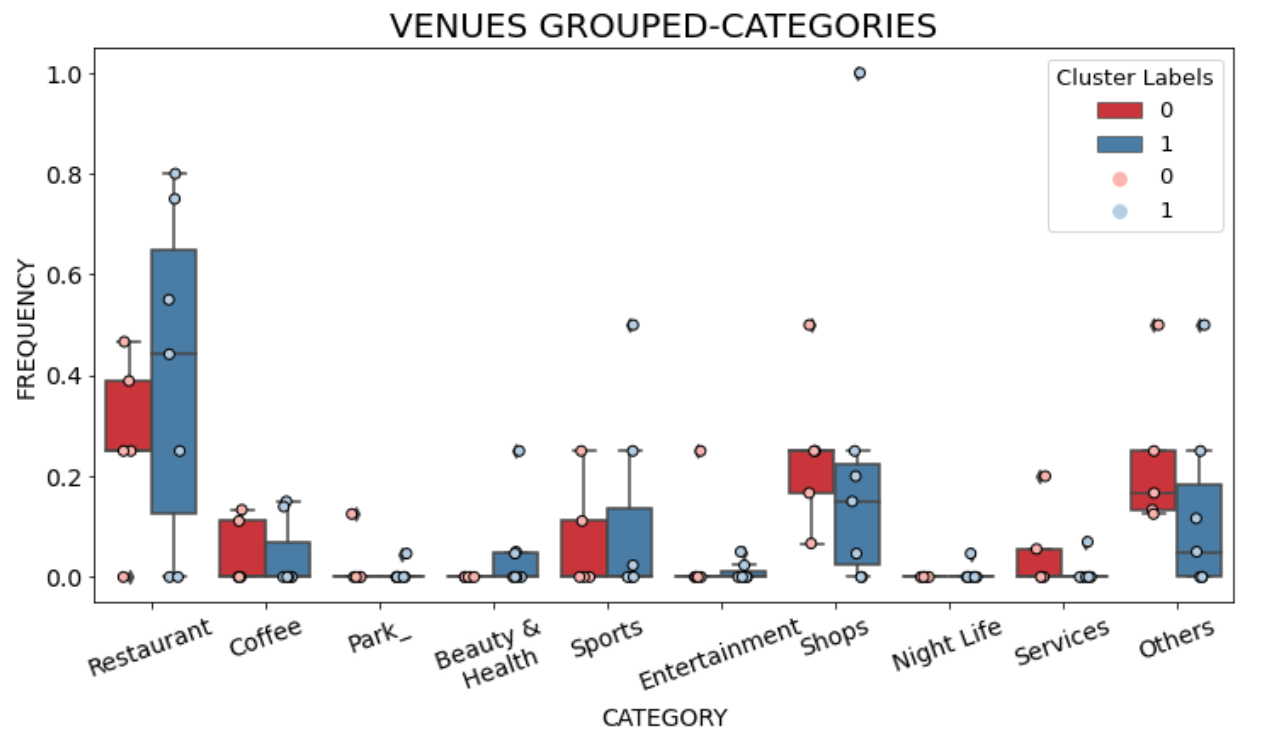 VENUES GROUPED-CATEGORIES
Cluster Labels
0
1
0
1
1.0
0.8
0.6
0.4
0.2
0.0
FREQUENCY
Restaurant
Coffee
Park_
Beauty &
Health
Sports
Entertainment
Shops
Night Life
Services
Others
CATEGORY